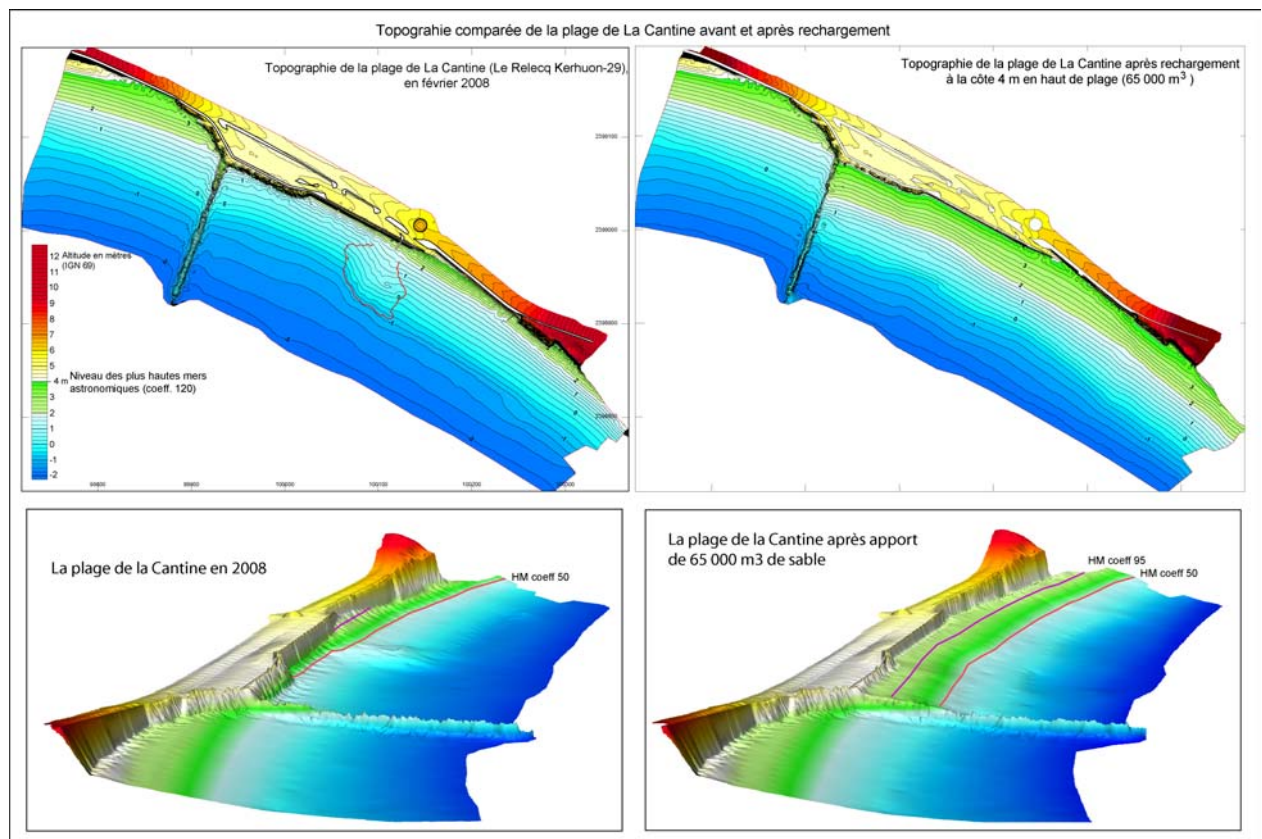 Topograhie comparée de la plage de La Cantine avant et après rechargement
Topographie de la plage de La Cantine (Le Relecq Kerhuon-29),
en février 2008
Topographie de la plage de La Cantine après rechargement
à la côte 4 m en haut de plage (65 000 m³ )
12
Altitude en mètres
(IGN 69)
11
10
9
8
7
6
5
4 m
Niveau des plus hautes mers
astronomiques (coeff. 120)
3
2
1
0
-1
-2
La plage de la Cantine en 2008
HM coeff 50
La plage de la Cantine après apport
de 65 000 m3 de sable
HM coeff 95
HM coeff 50